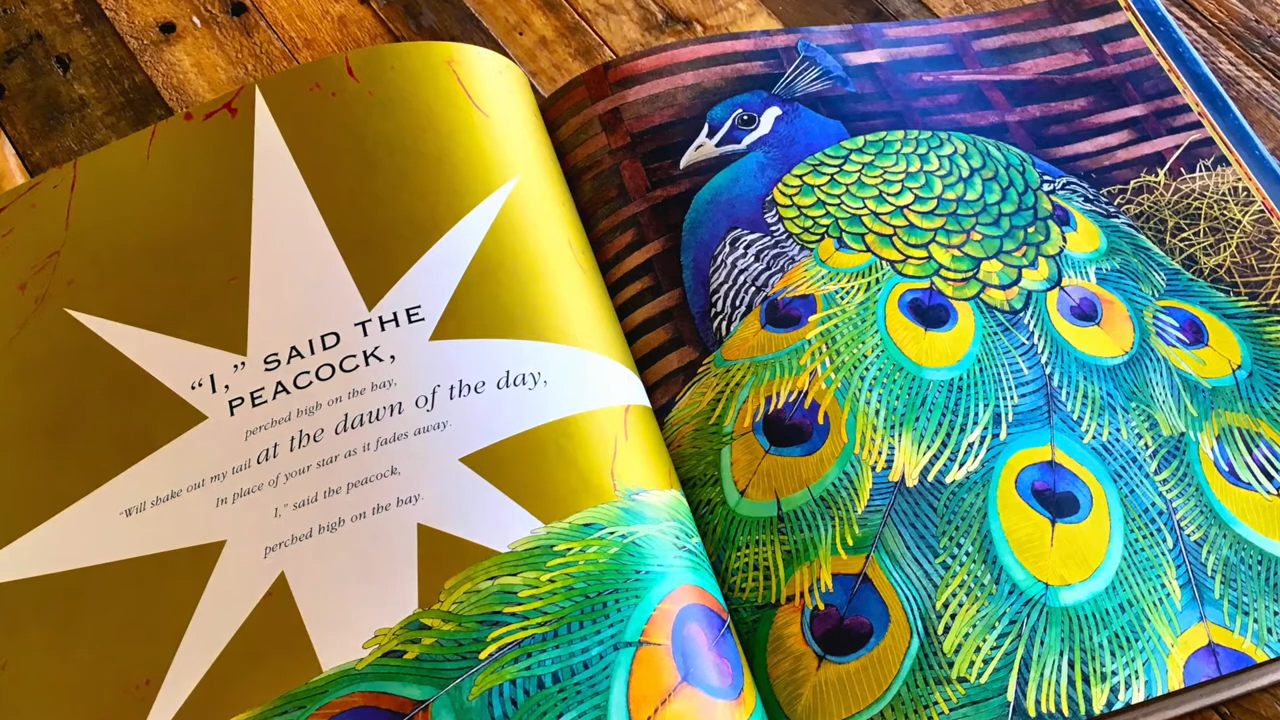 “I,” SAID THE
PEACOCK,
perched high on the bay,
“Will shake out my tail at the dawn of the day,
In place of your star as it fades away.
I,” said the peacock,
perched high on the bay.